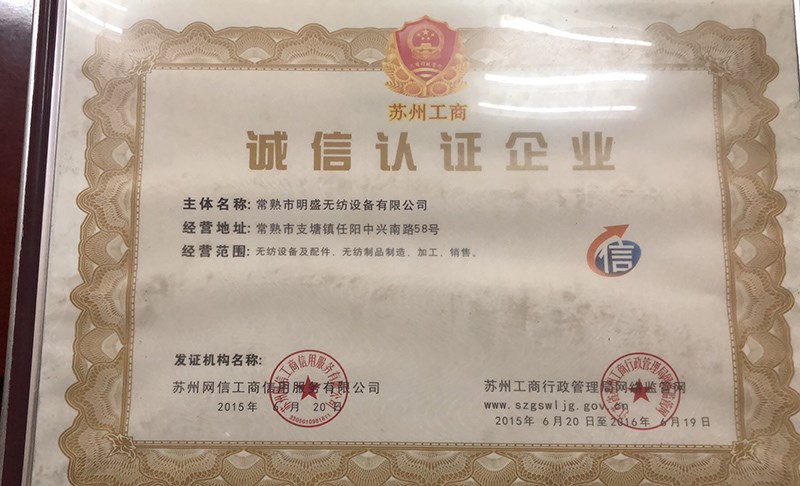 苏州工商
诚信认证企业
主体名称: 常熟市明盛无纺设备有限公司
经营地址: 常熟市支塘镇任阳中兴南路58号
经营范围: 无纺设备及配件、无纺制品制造、加工、销售。
信
发证机构名称:
苏州网信工商信用服务有限公司
2015年 6月 20日
苏州工商行政管理局网络监管网
www.szgswljg.gov.cn
2015年 6月20日至2016年 6月19日